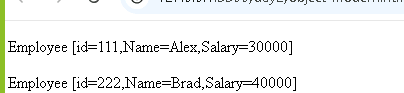 Employee [id=111,Name=Alex,Salary=30000]
Employee [id=222,Name=Brad,Salary=40000]